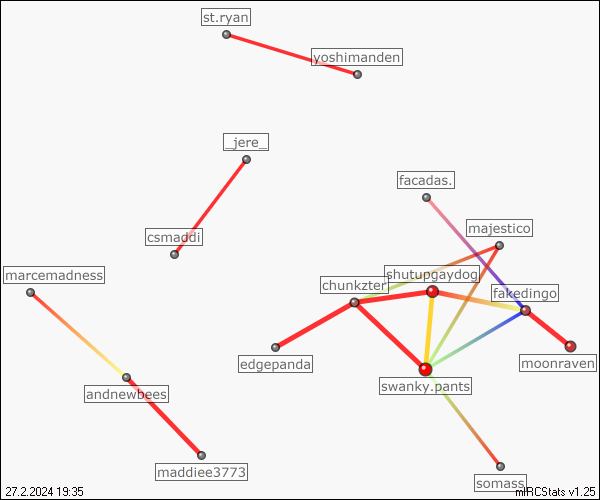 st.ryan
yoshimanden
_jere_
facadas.
majestico
csmaddi
marcemadness
shutupgaydog
chunkzter
fakedingo
edgepanda
moonraven
swanky.pants
andnewbees
maddiee3773
somass
27.2.2024 19:35
mIRCStats v1.25